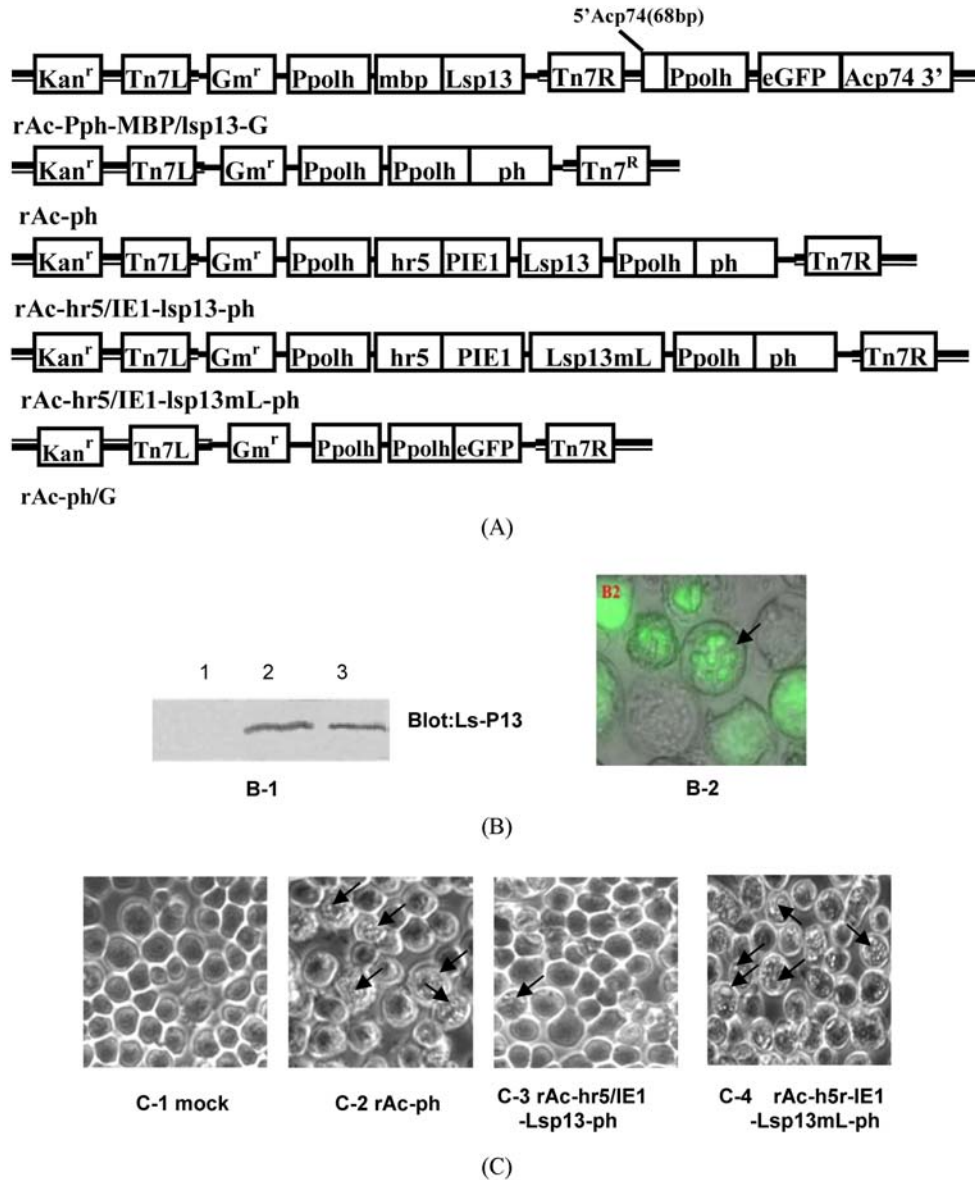 5'Acp74(68bp)
Kanʳ Tn7L Gmʳ Ppolh mbp Lsp13 Tn7R Ppolh eGFP Acp74 3'
rAc-Pph-MBP/lsp13-G
Kanʳ Tn7L Gmʳ Ppolh Ppolh ph Tn7ᴿ
rAc-ph
Kanʳ Tn7L Gmʳ Ppolh hr5 PIE1 Lsp13 Ppolh ph Tn7R
rAc-hr5/IE1-lsp13-ph
Kanʳ Tn7L Gmʳ Ppolh hr5 PIE1 Lsp13mL Ppolh ph Tn7R
rAc-hr5/IE1-lsp13mL-ph
Kanʳ Tn7L Gmʳ Ppolh Ppolh eGFP Tn7R
rAc-ph/G
(A)
B2
1 2 3
Blot:Ls-P13
B-1 B-2
(B)
C-1 mock
C-2 rAc-ph
C-3 rAc-hr5/IE1
-Lsp13-ph
C-4 rAc-h5r-IE1
-Lsp13mL-ph
(C)